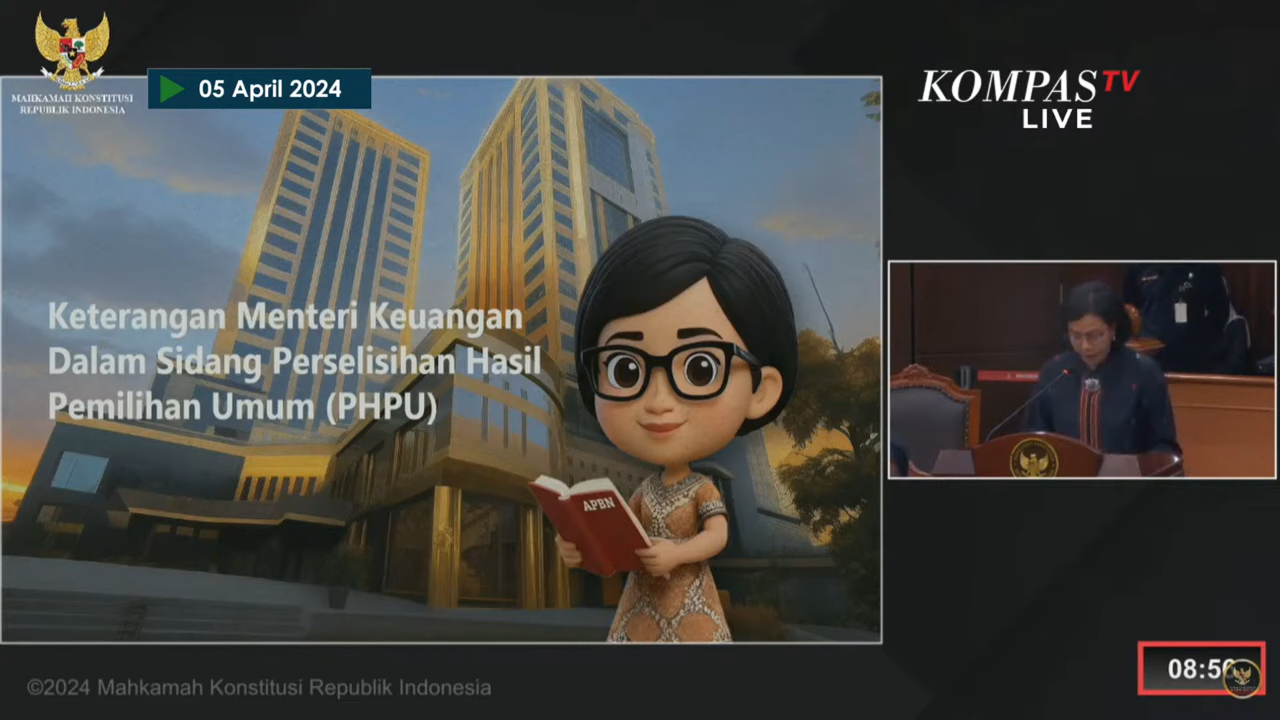 MAHKAMAH KONSTITUSI
REPUBLIK INDONESIA
05 April 2024
KOMPAS TV
LIVE
Keterangan Menteri Keuangan
Dalam Sidang Perselisihan Hasil
Pemilihan Umum (PHPU)
APBN
©2024 Mahkamah Konstitusi Republik Indonesia